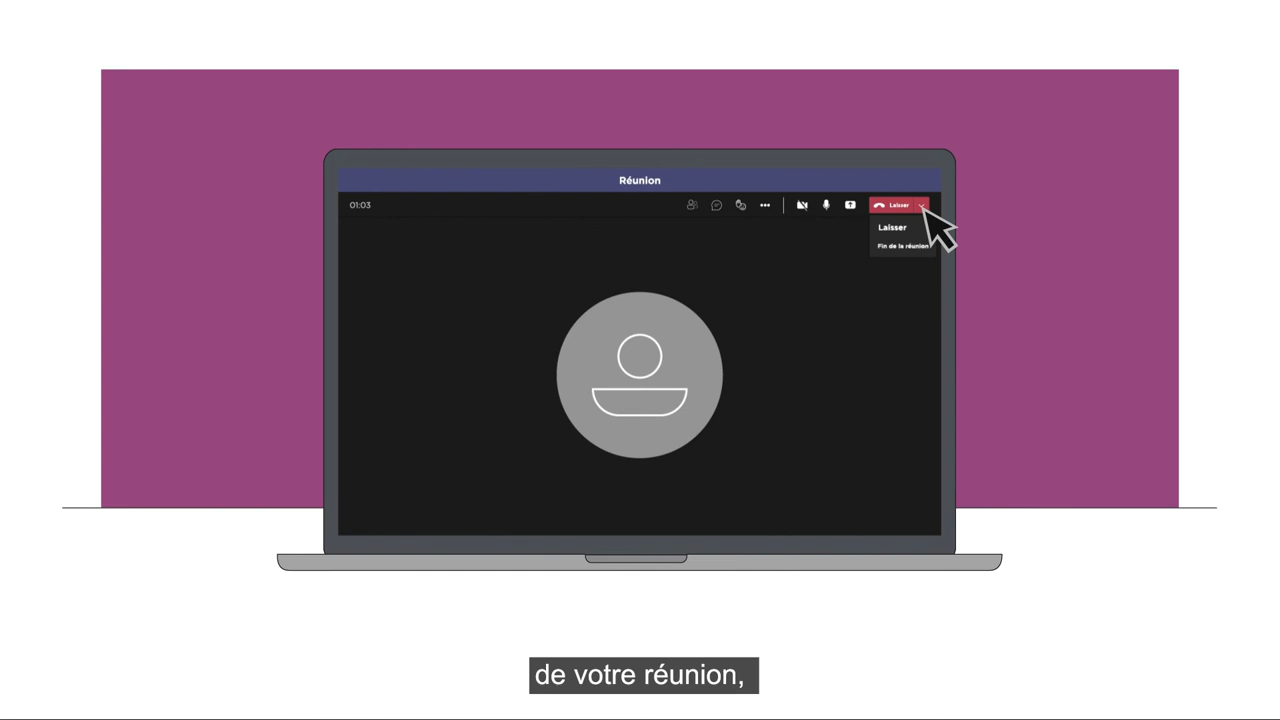 Réunion
01:03
Laisser
Laisser
Fin de la réunion
de votre réunion,